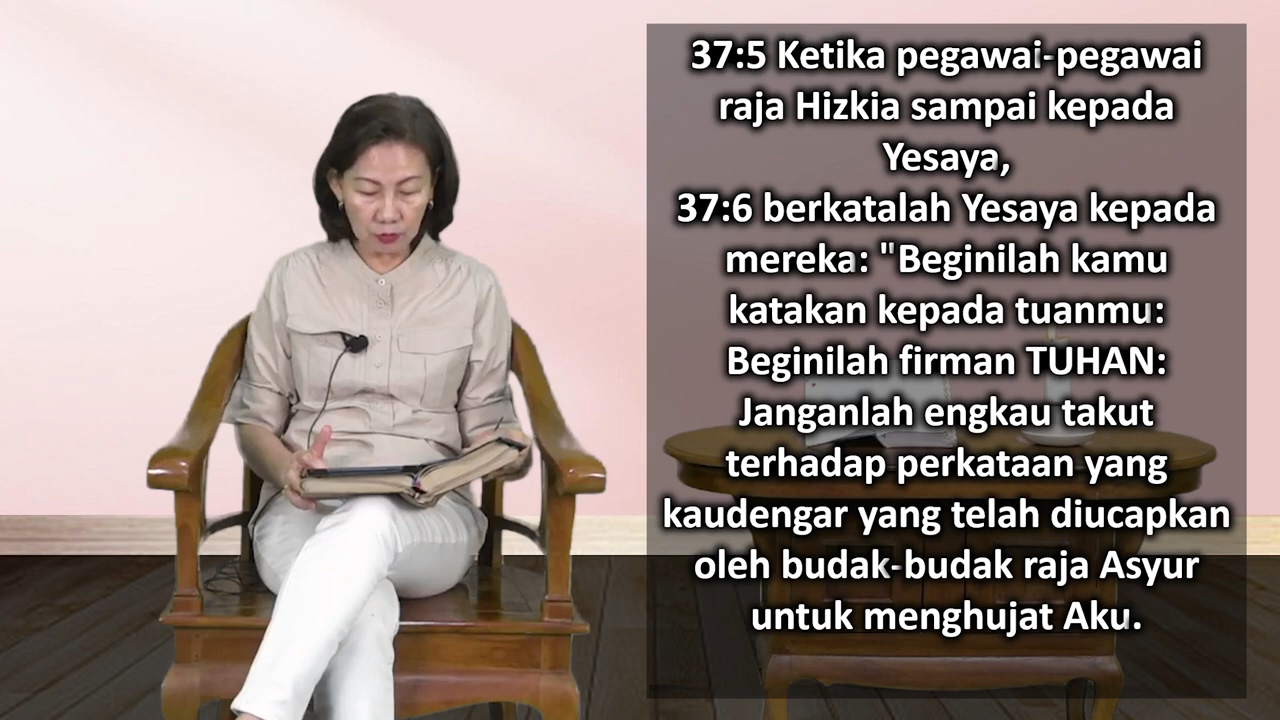 37:5 Ketika pegawai-pegawai
raja Hizkia sampai kepada
Yesaya,
37:6 berkatalah Yesaya kepada
mereka: "Beginilah kamu
katakan kepada tuanmu:
Beginilah firman TUHAN:
Janganlah engkau takut
terhadap perkataan yang
kaudengar yang telah diucapkan
oleh budak-budak raja Asyur
untuk menghujat Aku.